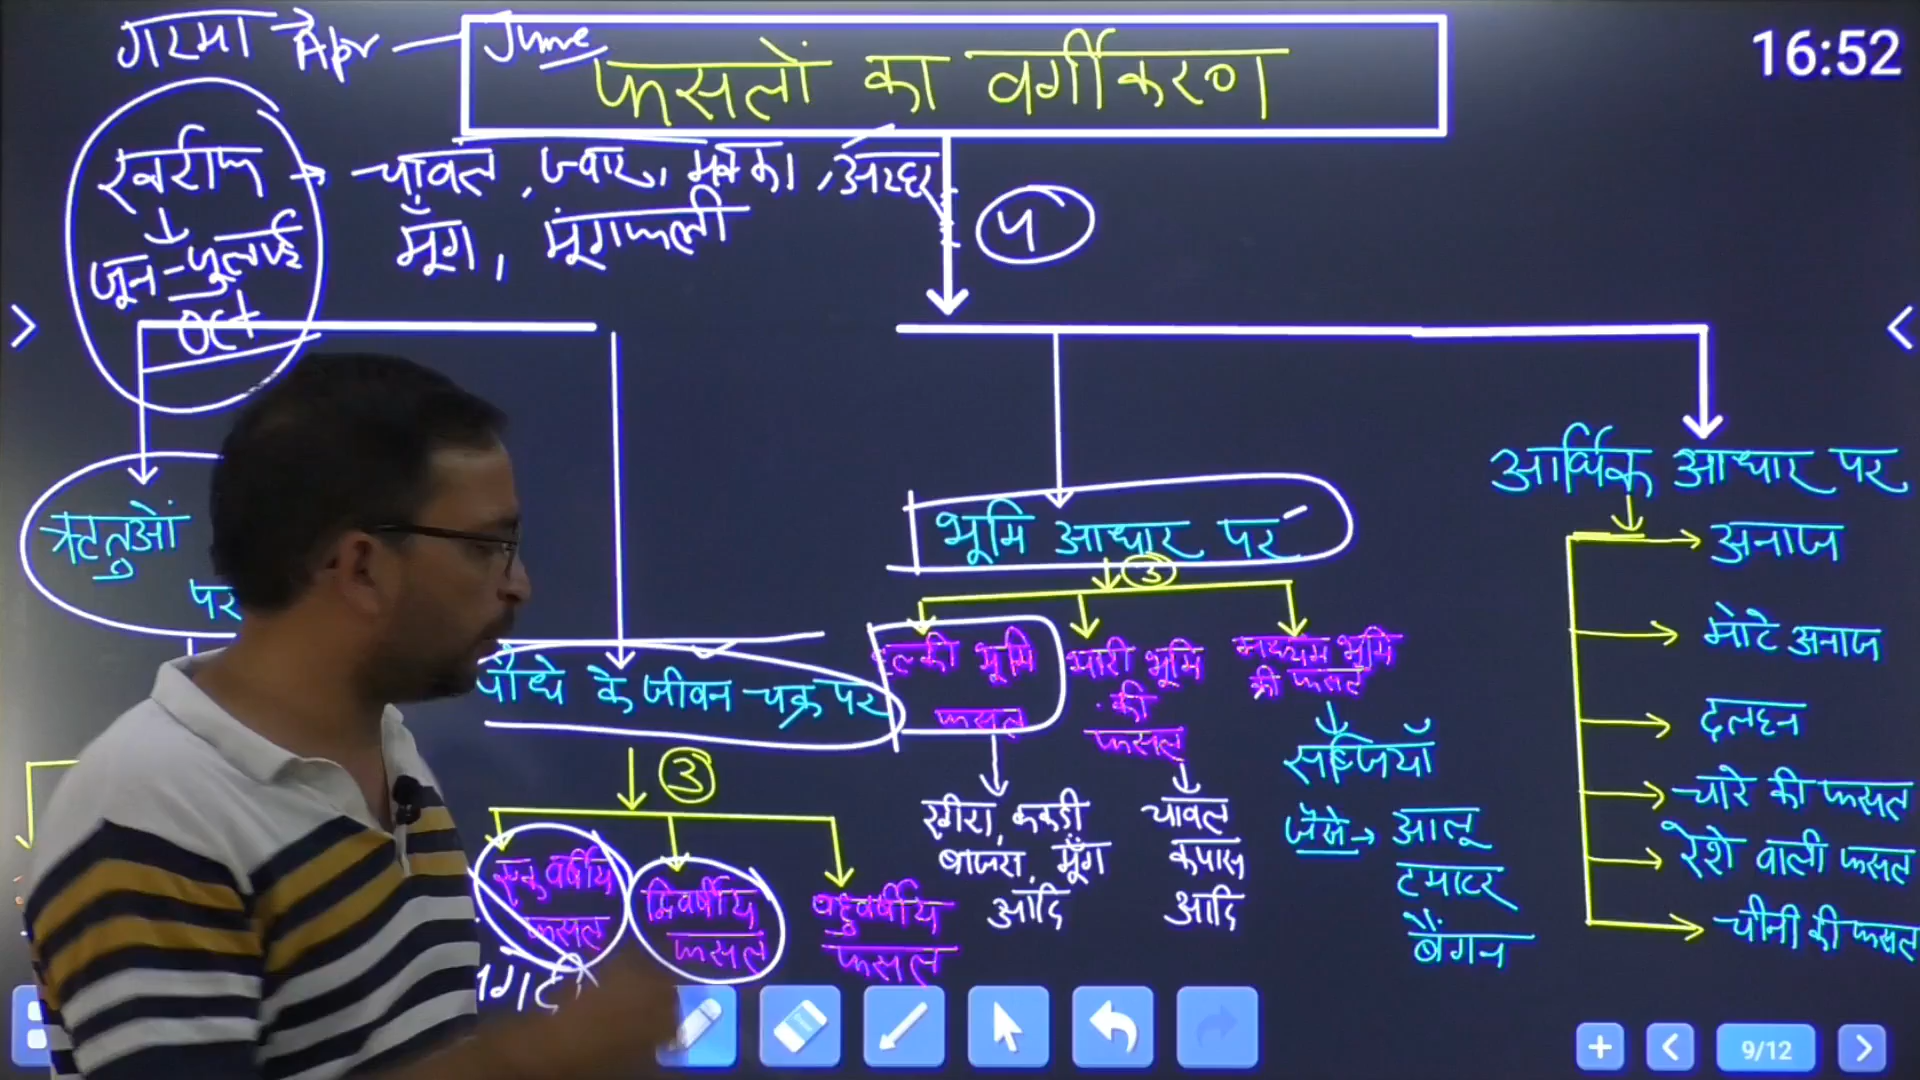 गरमा → Apr — June
फसलों का वर्गीकरण
16:52
खरीफ → चावल, ज्वार, मक्का, अरहर
मूँग, मूंगफली
जून-जुलाई
oct
4
ऋतुओं
पर
पौधे के जीवन चक्र पर
3
वर्षीय
फसल
द्विवर्षीय
फसल
बहुवर्षीय
फसल
भूमि आधार पर
3
हल्की भूमि
फसल
खीरा, ककडी
बाजरा, मूँग
आदि
भारी भूमि
की
फसल
चावल
कपास
आदि
मध्यम भूमि
की फसल
सब्जियाँ
जैसे → आलू
टमाटर
बैंगन
आर्थिक आधार पर
अनाज
मोटे अनाज
दलहन
चारे की फसल
रेशे वाली फसल
चीनी की फसल
9/12